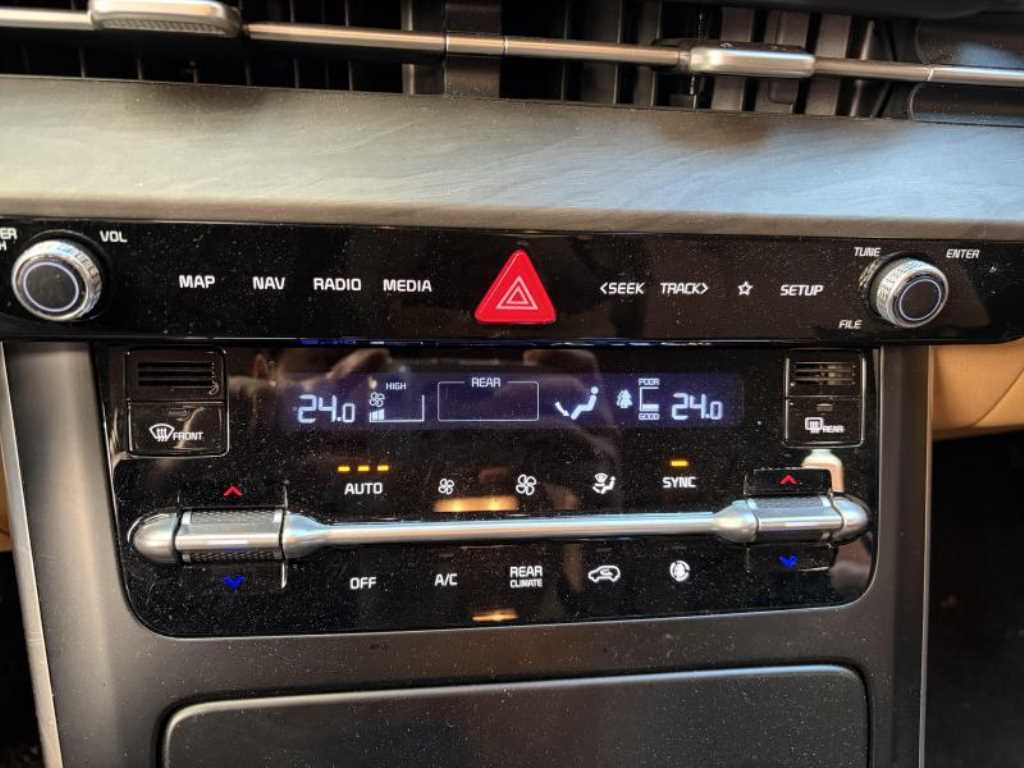 VOL
MAP NAV RADIO MEDIA <SEEK TRACK> SETUP
TUNE ENTER
FILE
24.0 HIGH REAR POOR GOOD 24.0
FRONT REAR
AUTO SYNC
OFF A/C REAR CLIMATE